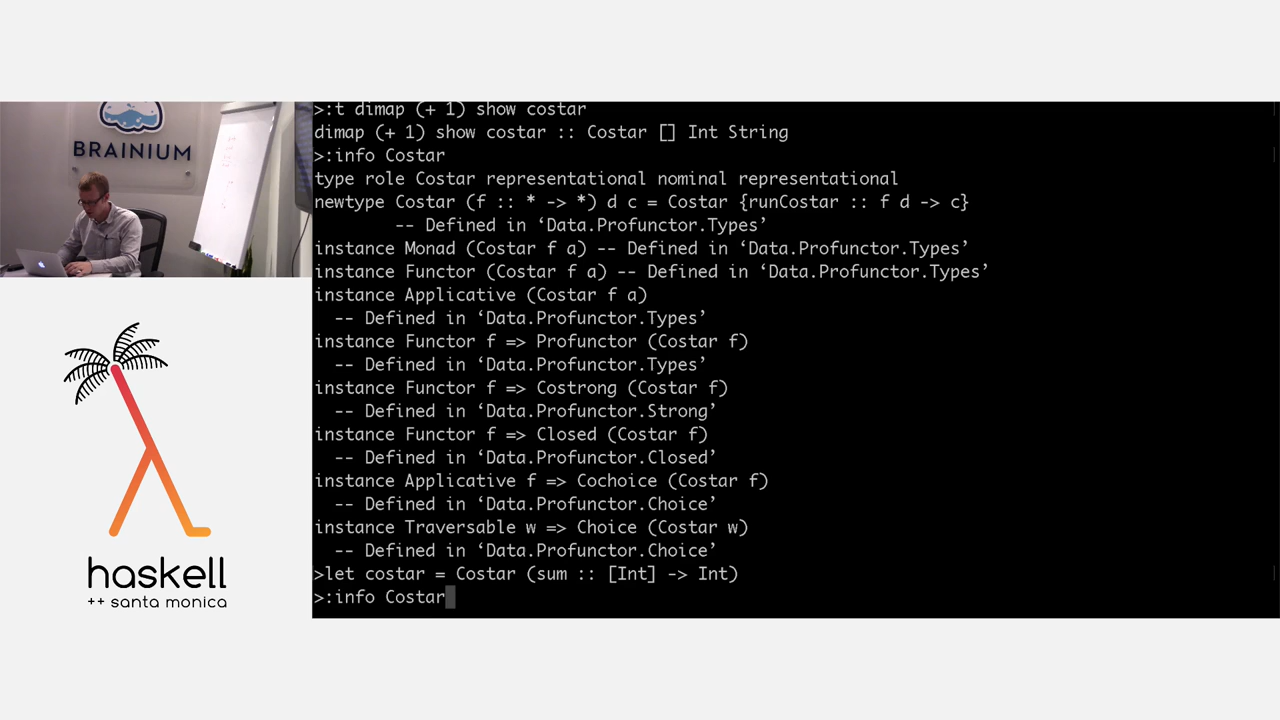 BRAINIUM
haskell
++ santa monica
>:t dimap (+ 1) show costar
dimap (+ 1) show costar :: Costar [] Int String
>:info Costar
type role Costar representational nominal representational
newtype Costar (f :: * -> *) d c = Costar {runCostar :: f d -> c}
-- Defined in ‘Data.Profunctor.Types’
instance Monad (Costar f a) -- Defined in ‘Data.Profunctor.Types’
instance Functor (Costar f a) -- Defined in ‘Data.Profunctor.Types’
instance Applicative (Costar f a)
-- Defined in ‘Data.Profunctor.Types’
instance Functor f => Profunctor (Costar f)
-- Defined in ‘Data.Profunctor.Types’
instance Functor f => Costrong (Costar f)
-- Defined in ‘Data.Profunctor.Strong’
instance Functor f => Closed (Costar f)
-- Defined in ‘Data.Profunctor.Closed’
instance Applicative f => Cochoice (Costar f)
-- Defined in ‘Data.Profunctor.Choice’
instance Traversable w => Choice (Costar w)
-- Defined in ‘Data.Profunctor.Choice’
>let costar = Costar (sum :: [Int] -> Int)
>:info Costar